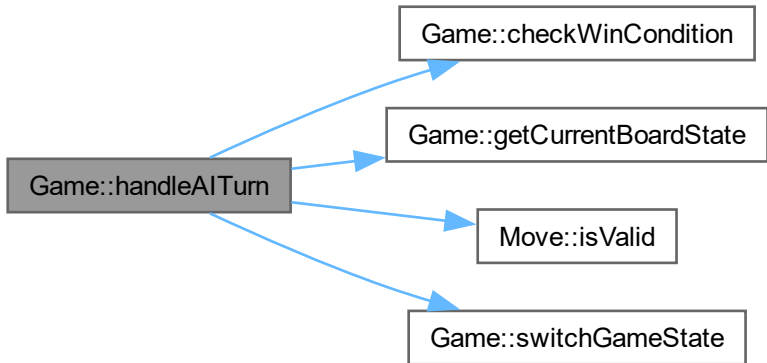 Game::checkWinCondition
Game::getCurrentBoardState
Game::handleAITurn
Move::isValid
Game::switchGameState